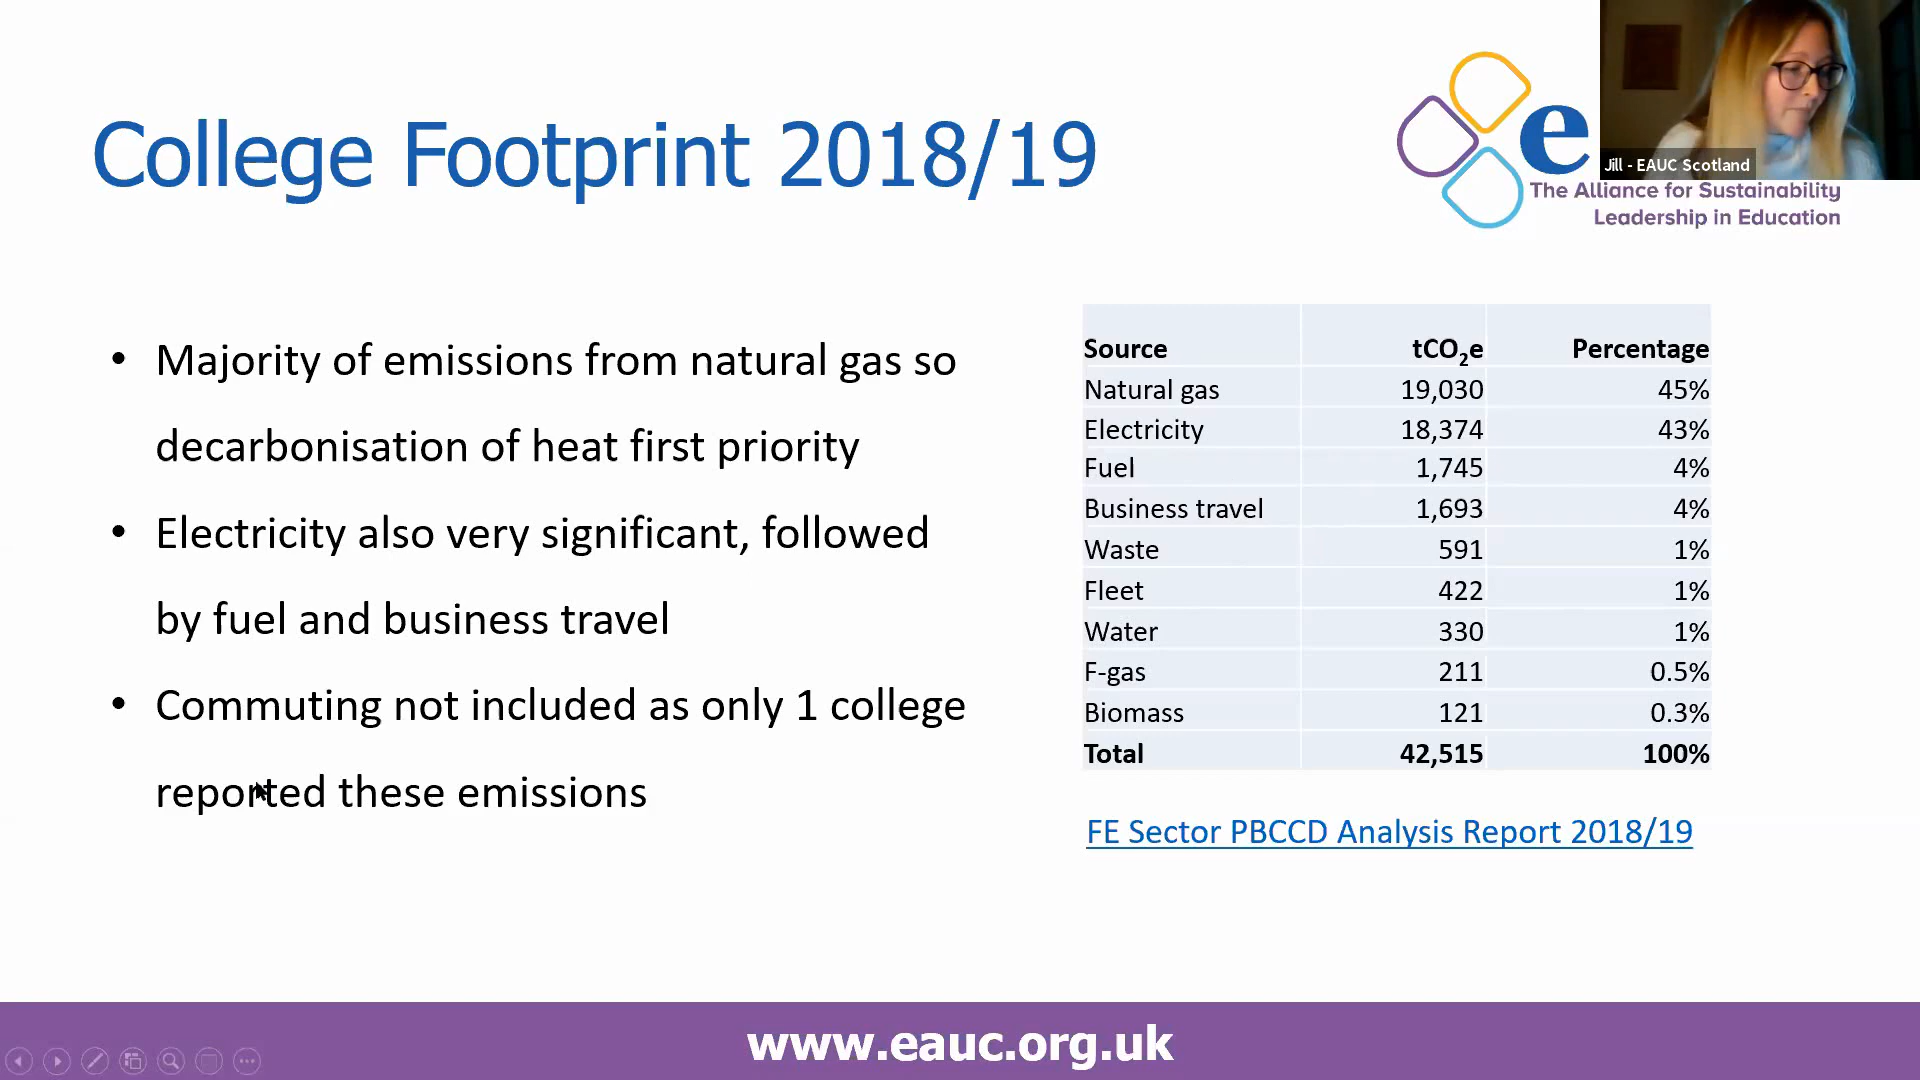 College Footprint 2018/19
e
Jill - EAUC Scotland
The Alliance for Sustainability
Leadership in Education
• Majority of emissions from natural gas so
decarbonisation of heat first priority
• Electricity also very significant, followed
by fuel and business travel
• Commuting not included as only 1 college
reported these emissions
Source tCO₂e Percentage
Natural gas 19,030 45%
Electricity 18,374 43%
Fuel 1,745 4%
Business travel 1,693 4%
Waste 591 1%
Fleet 422 1%
Water 330 1%
F-gas 211 0.5%
Biomass 121 0.3%
Total 42,515 100%
FE Sector PBCCD Analysis Report 2018/19
www.eauc.org.uk